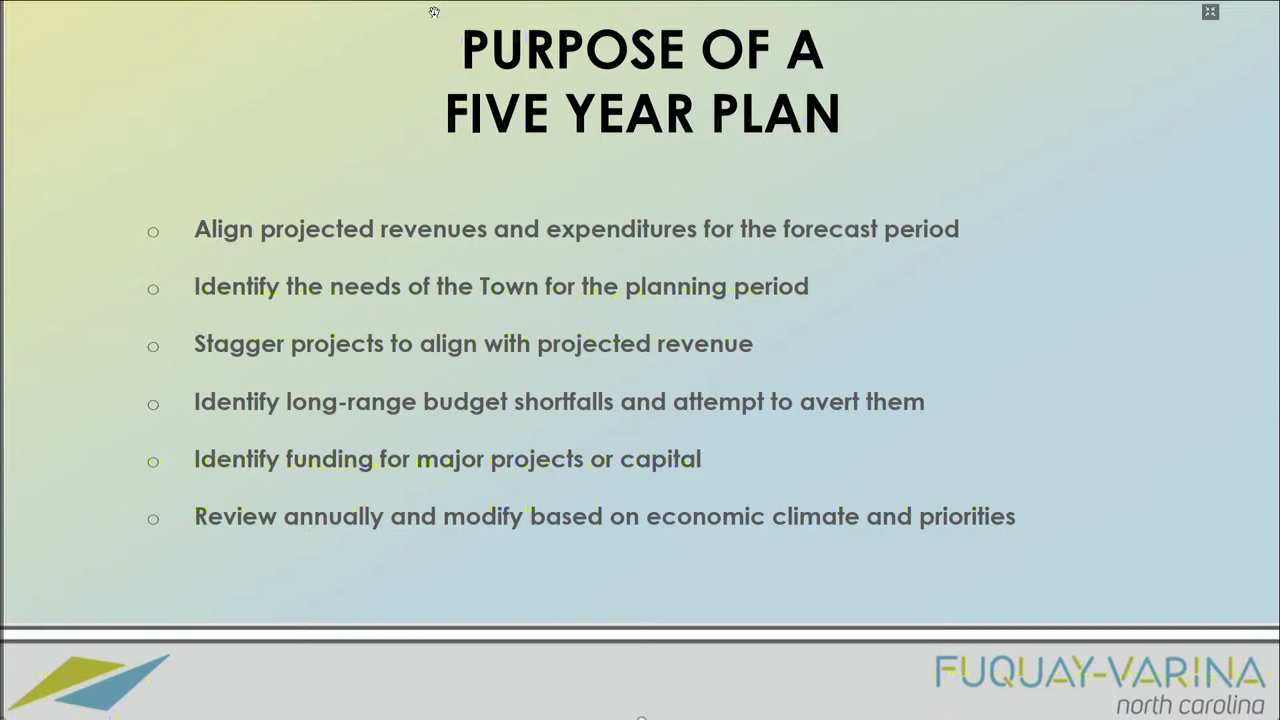 PURPOSE OF A
FIVE YEAR PLAN
Align projected revenues and expenditures for the forecast period
Identify the needs of the Town for the planning period
Stagger projects to align with projected revenue
Identify long-range budget shortfalls and attempt to avert them
Identify funding for major projects or capital
Review annually and modify based on economic climate and priorities
FUQUAY-VARINA
north carolina